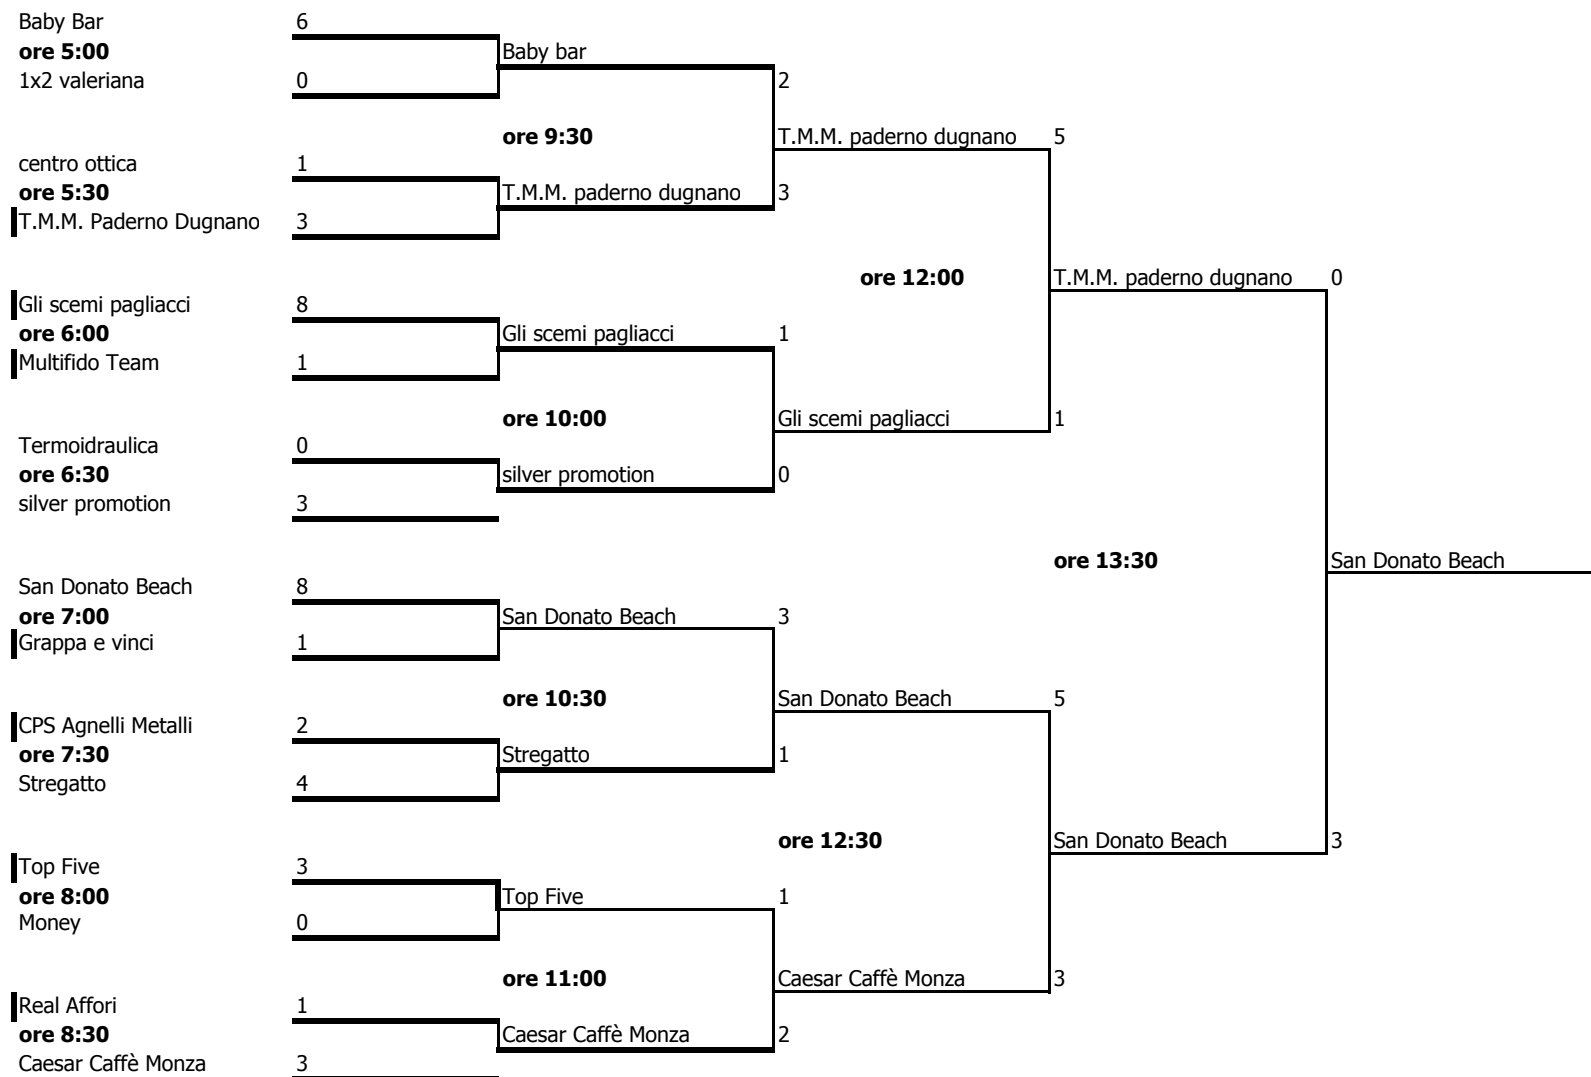 Baby Bar 6
ore 5:00 Baby bar
1x2 valeriana 0 2
ore 9:30 T.M.M. paderno dugnano 5
centro ottica 1
ore 5:30 T.M.M. paderno dugnano 3
T.M.M. Paderno Dugnano 3
ore 12:00 T.M.M. paderno dugnano 0
Gli scemi pagliacci 8
ore 6:00 Gli scemi pagliacci 1
Multifido Team 1
ore 10:00 Gli scemi pagliacci 1
Termoidraulica 0
ore 6:30 silver promotion 0
silver promotion 3
ore 13:30 San Donato Beach
San Donato Beach 8
ore 7:00 San Donato Beach 3
Grappa e vinci 1
ore 10:30 San Donato Beach 5
CPS Agnelli Metalli 2
ore 7:30 Stregatto 1
Stregatto 4
ore 12:30 San Donato Beach 3
Top Five 3
ore 8:00 Top Five 1
Money 0
ore 11:00 Caesar Caffè Monza 3
Real Affori 1
ore 8:30 Caesar Caffè Monza 2
Caesar Caffè Monza 3